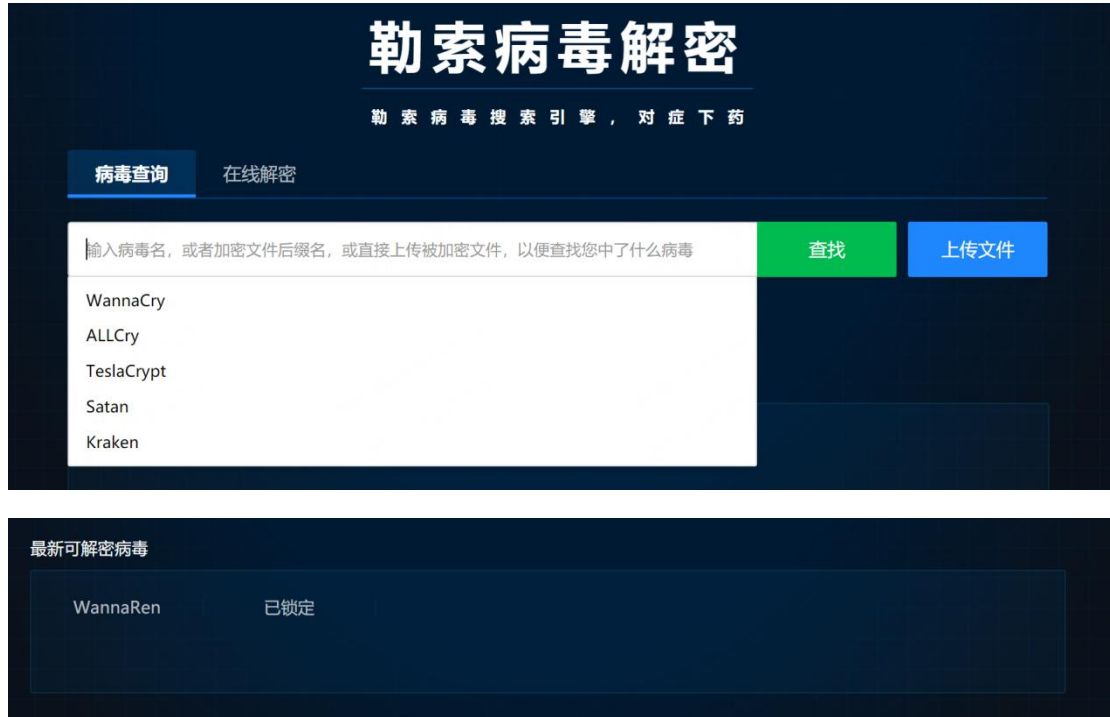 勒索病毒解密
勒索病毒搜索引擎，对症下药
病毒查询 在线解密
输入病毒名，或者加密文件后缀名，或直接上传被加密文件，以便查找您中了什么病毒 查找 上传文件
WannaCry
ALLCry
TeslaCrypt
Satan
Kraken
最新可解密病毒
WannaRen 已锁定